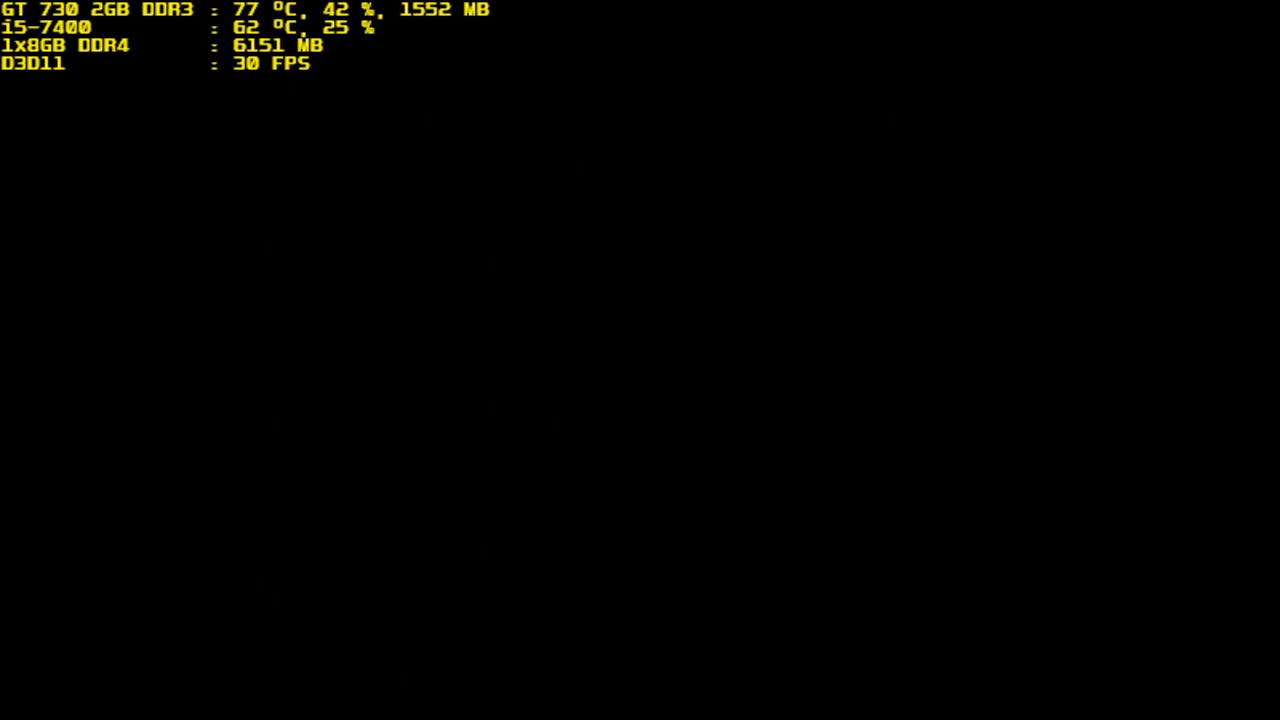 GT 730 2GB DDR3 : 77 ºC, 42 %, 1552 MB
i5-7400 : 62 ºC, 25 %
1x8GB DDR4 : 6151 MB
D3D11 : 30 FPS